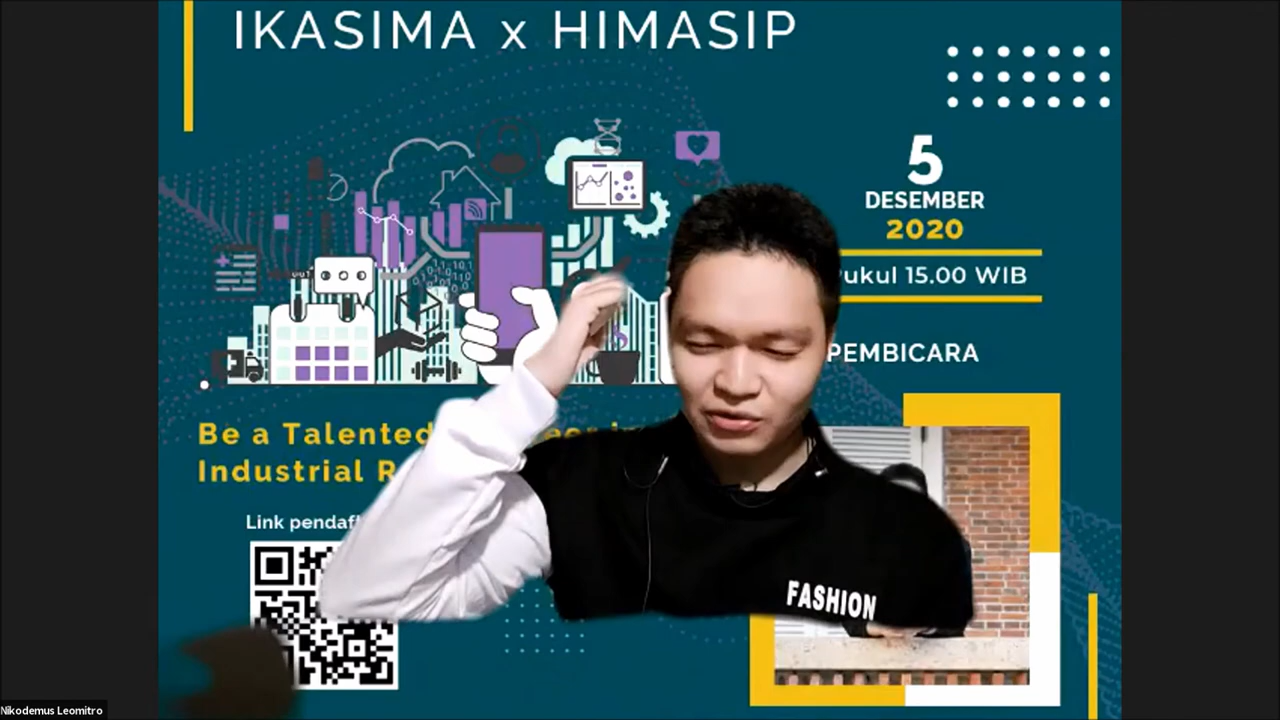 IKASIMA x HIMASIP
5
DESEMBER
2020
ukul 15.00 WIB
PEMBICARA
Be a Talented
Industrial R
Link pendaf
FASHION
Nikodemus Leomitro